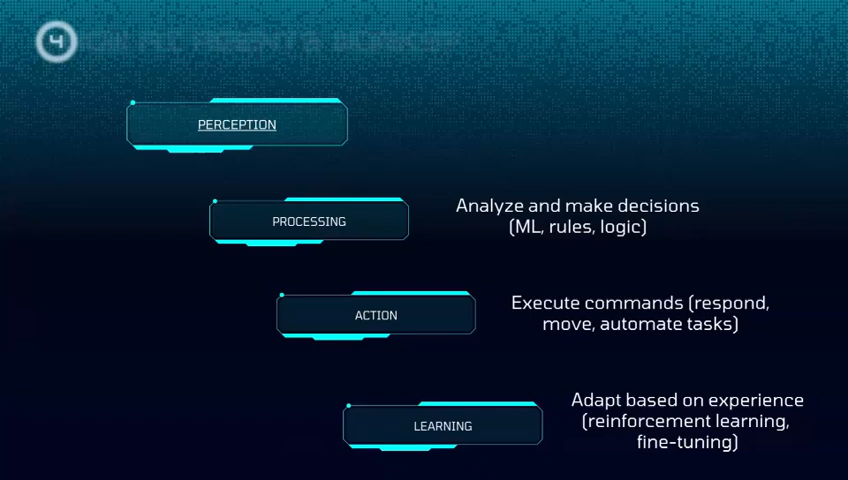 4
PERCEPTION
PROCESSING
Analyze and make decisions
(ML, rules, logic)
ACTION
Execute commands (respond,
move, automate tasks)
LEARNING
Adapt based on experience
(reinforcement learning,
fine-tuning)